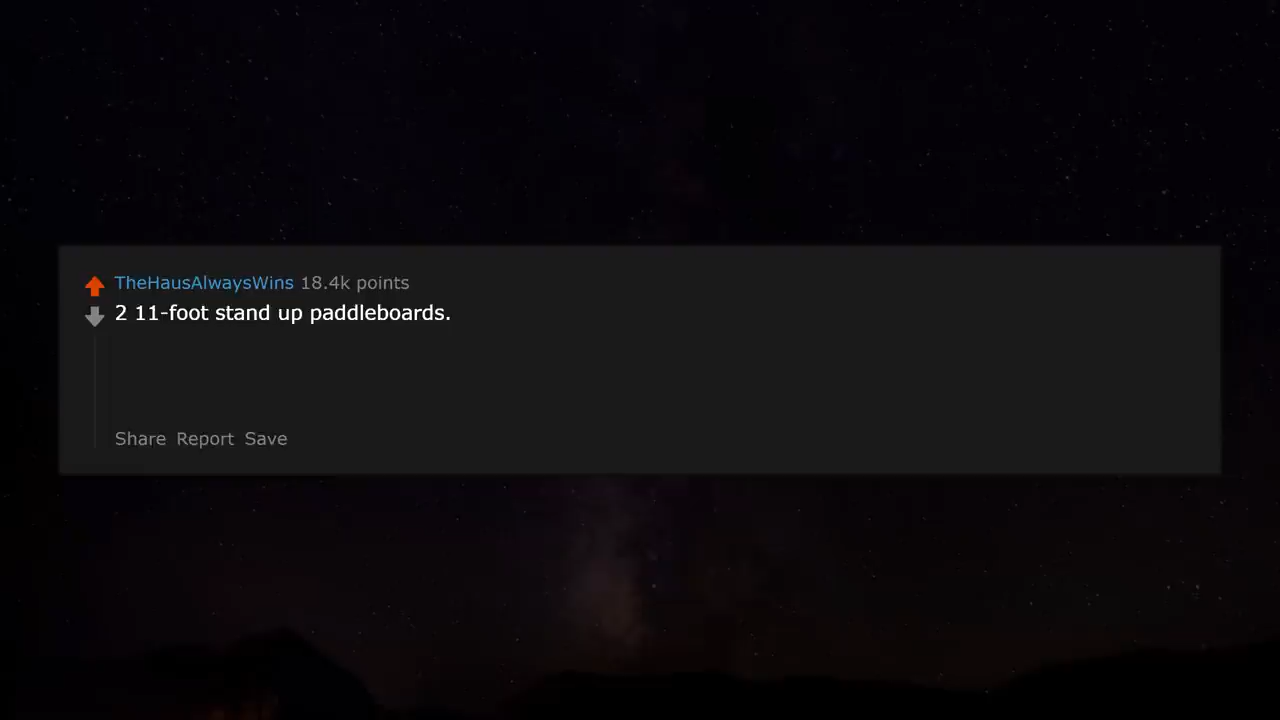 TheHausAlwaysWins 18.4k points
2 11-foot stand up paddleboards.
Share Report Save